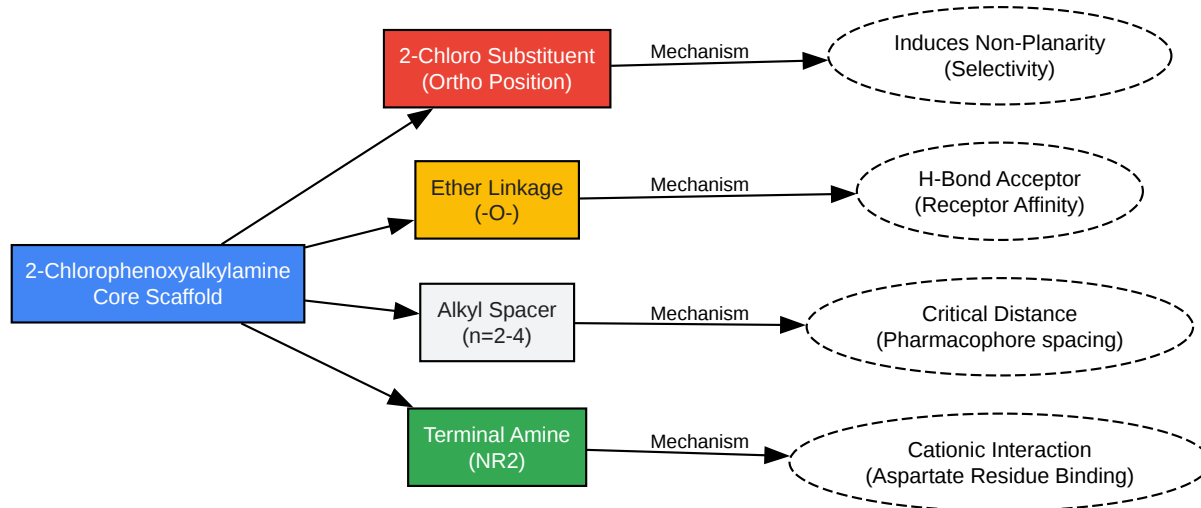 2-Chloro Substituent
(Ortho Position)
Mechanism
Induces Non-Planarity
(Selectivity)
Ether Linkage
(-O-)
Mechanism
H-Bond Acceptor
(Receptor Affinity)
2-Chlorophenoxyalkylamine
Core Scaffold
Alkyl Spacer
(n=2-4)
Mechanism
Critical Distance
(Pharmacophore spacing)
Terminal Amine
(NR2)
Mechanism
Cationic Interaction
(Aspartate Residue Binding)